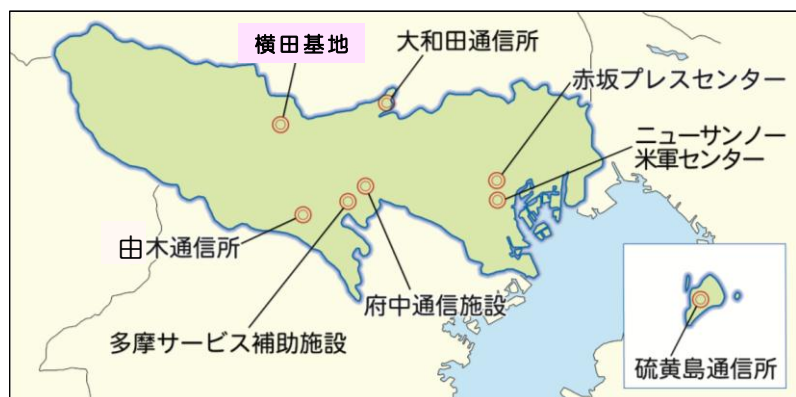 横田基地
大和田通信所
赤坂プレスセンター
ニューサンノー
米軍センター
由木通信所
府中通信施設
多摩サービス補助施設
硫黄島通信所